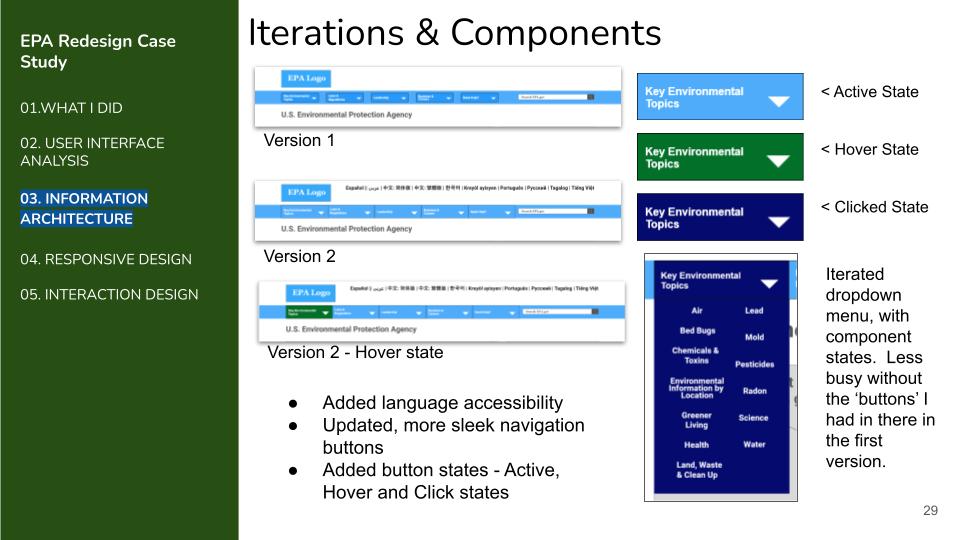 EPA Redesign Case
Study
01.WHAT I DID
02. USER INTERFACE
ANALYSIS
03. INFORMATION
ARCHITECTURE
04. RESPONSIVE DESIGN
05. INTERACTION DESIGN
Iterations & Components
EPA Logo
U.S. Environmental Protection Agency
Version 1
EPA Logo
Español || عربى | 中文: 简体版 | 中文: 繁體版 | 한국어 | Kreyòl ayisyen | Português | Русский | Tagalog | Tiếng Việt
U.S. Environmental Protection Agency
Version 2
EPA Logo
Español || عربى | 中文: 简体版 | 中文: 繁體版 | 한국어 | Kreyòl ayisyen | Português | Русский | Tagalog | Tiếng Việt
U.S. Environmental Protection Agency
Version 2 - Hover state
● Added language accessibility
● Updated, more sleek navigation
buttons
● Added button states - Active,
Hover and Click states
Key Environmental
Topics
< Active State
Key Environmental
Topics
< Hover State
Key Environmental
Topics
< Clicked State
Key Environmental
Topics
Air
Bed Bugs
Chemicals &
Toxins
Environmental
Information by
Location
Greener
Living
Health
Land, Waste
& Clean Up
Lead
Mold
Pesticides
Radon
Science
Water
Iterated
dropdown
menu, with
component
states.  Less
busy without
the ‘buttons’ I
had in there in
the first
version.
29